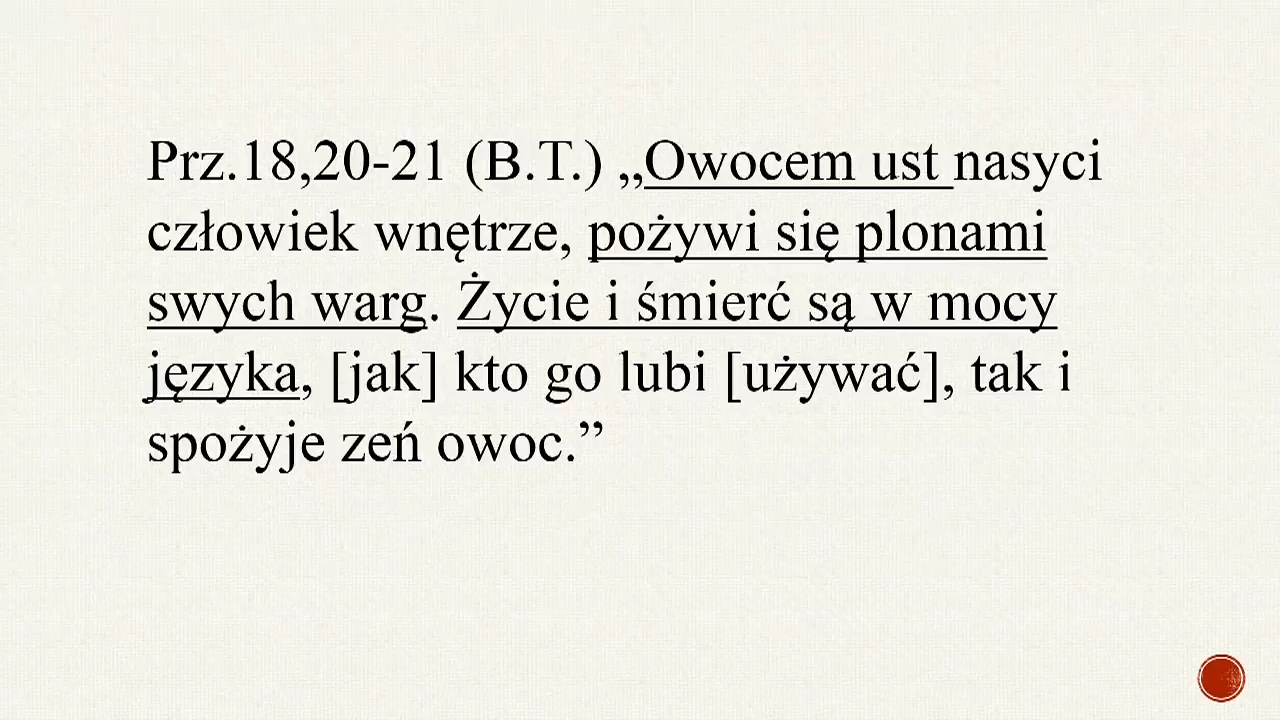 Prz.18,20-21 (B.T.) „Owocem ust nasyci
człowiek wnętrze, pożywi się plonami
swych warg. Życie i śmierć są w mocy
języka, [jak] kto go lubi [używać], tak i
spożyje zeń owoc.”